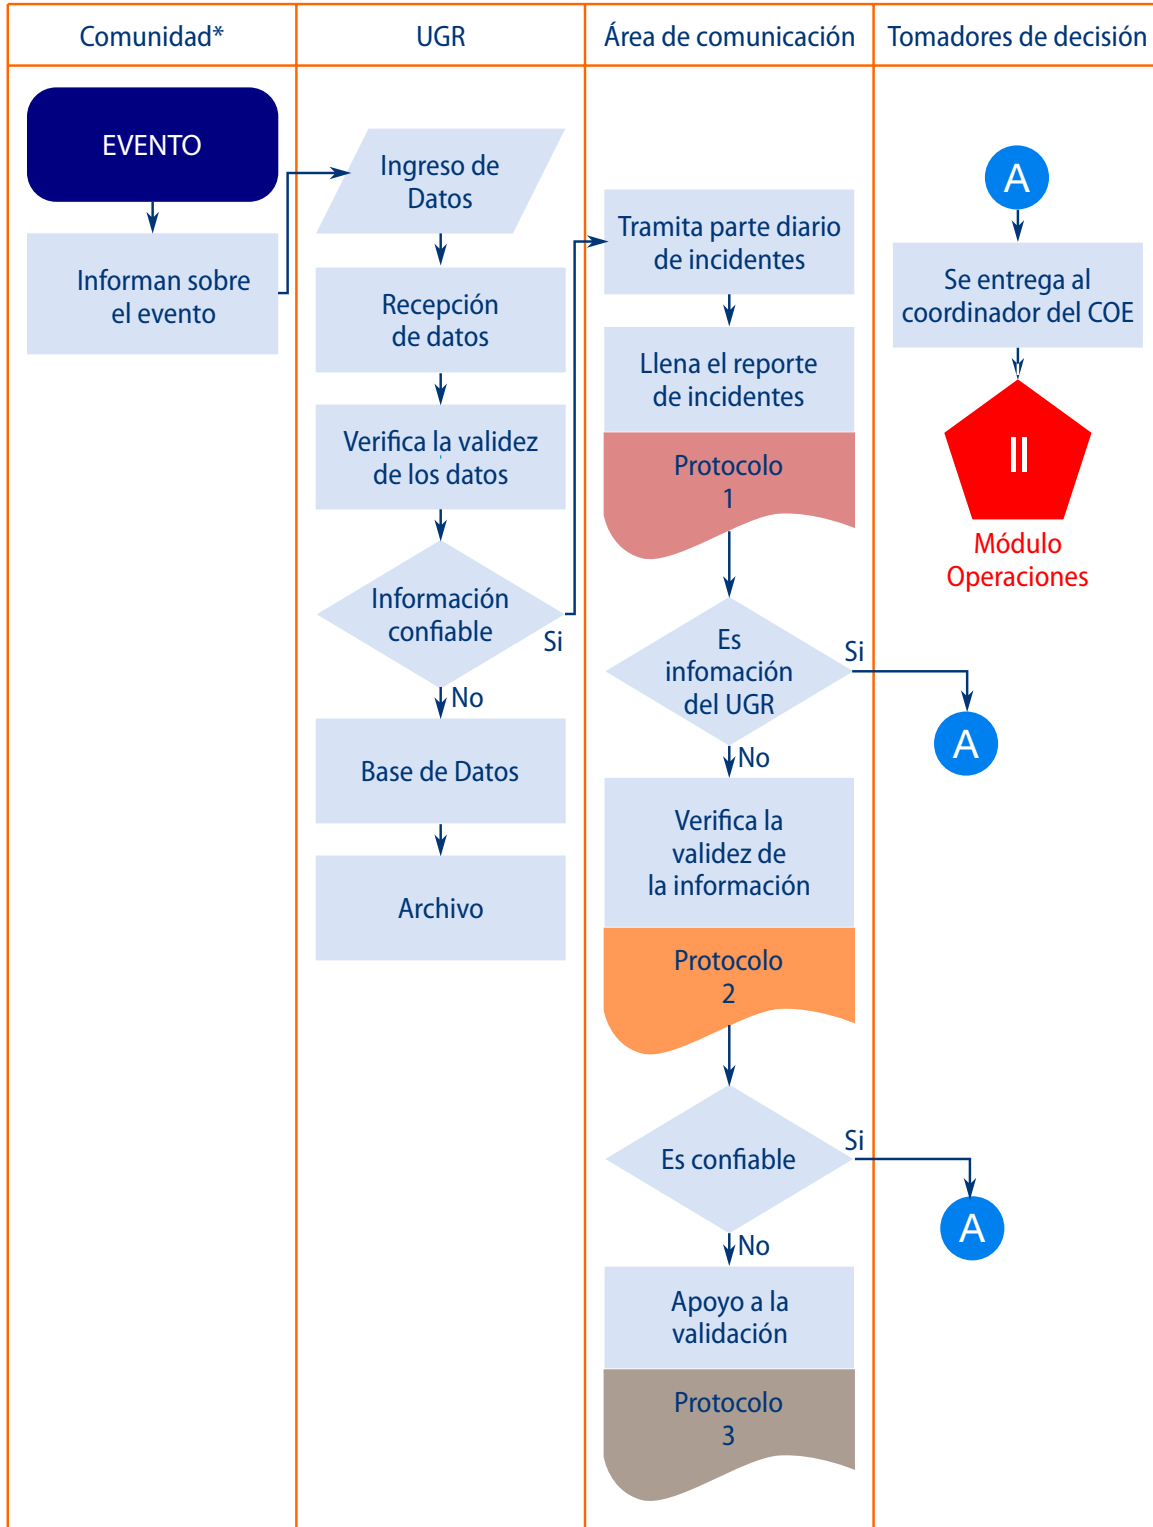 Comunidad*
UGR
Área de comunicación
Tomadores de decisión
EVENTO
Informan sobre
el evento
Ingreso de
Datos
Recepción
de datos
Verifica la validez
de los datos
Información
confiable
Si
No
Base de Datos
Archivo
Tramita parte diario
de incidentes
Llena el reporte
de incidentes
Protocolo
1
Es
infomación
del UGR
Si
No
Verifica la
validez de
la información
Protocolo
2
Es confiable
Si
No
Apoyo a la
validación
Protocolo
3
A
Se entrega al
coordinador del COE
II
Módulo
Operaciones
A
A